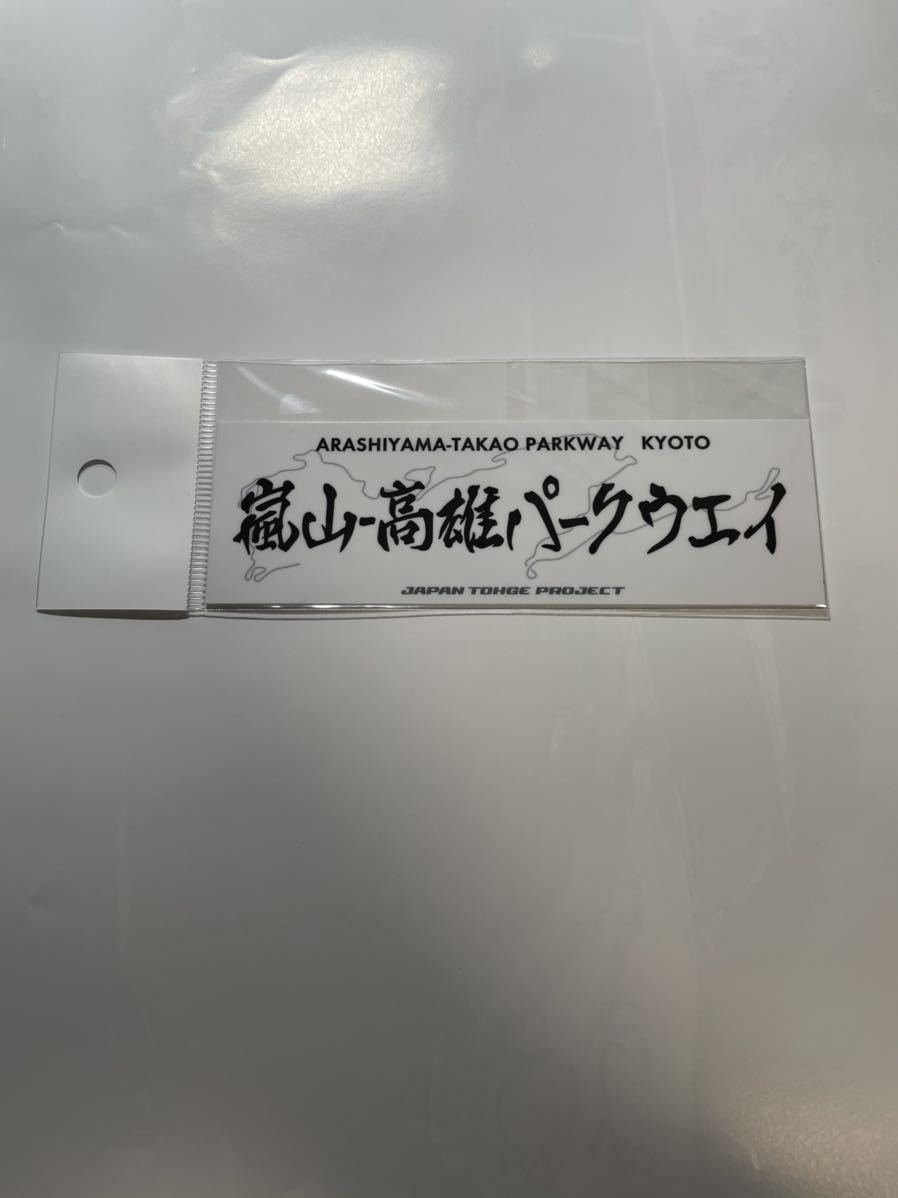 ARASHIYAMA-TAKAO PARKWAY KYOTO
嵐山-高雄パークウエイ
JAPAN TOHGE PROJECT